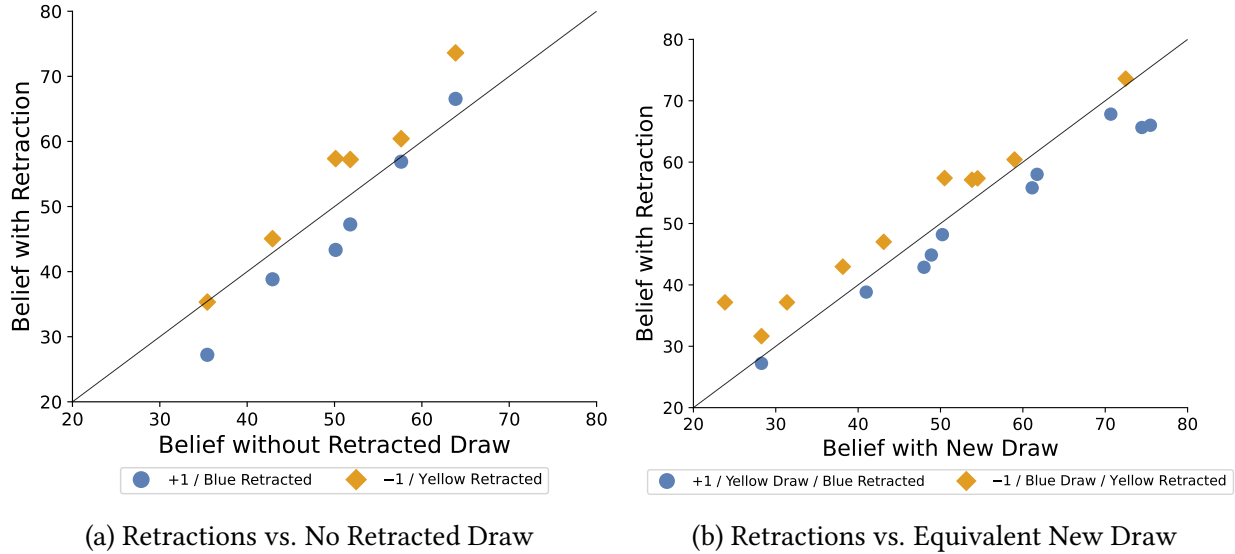 80
70
60
50
40
30
20
20 30 40 50 60 70 80
Belief with Retraction
Belief without Retracted Draw
+1 / Blue Retracted −1 / Yellow Retracted
(a) Retractions vs. No Retracted Draw
80
70
60
50
40
30
20
20 30 40 50 60 70 80
Belief with Retraction
Belief with New Draw
+1 / Yellow Draw / Blue Retracted −1 / Blue Draw / Yellow Retracted
(b) Retractions vs. Equivalent New Draw